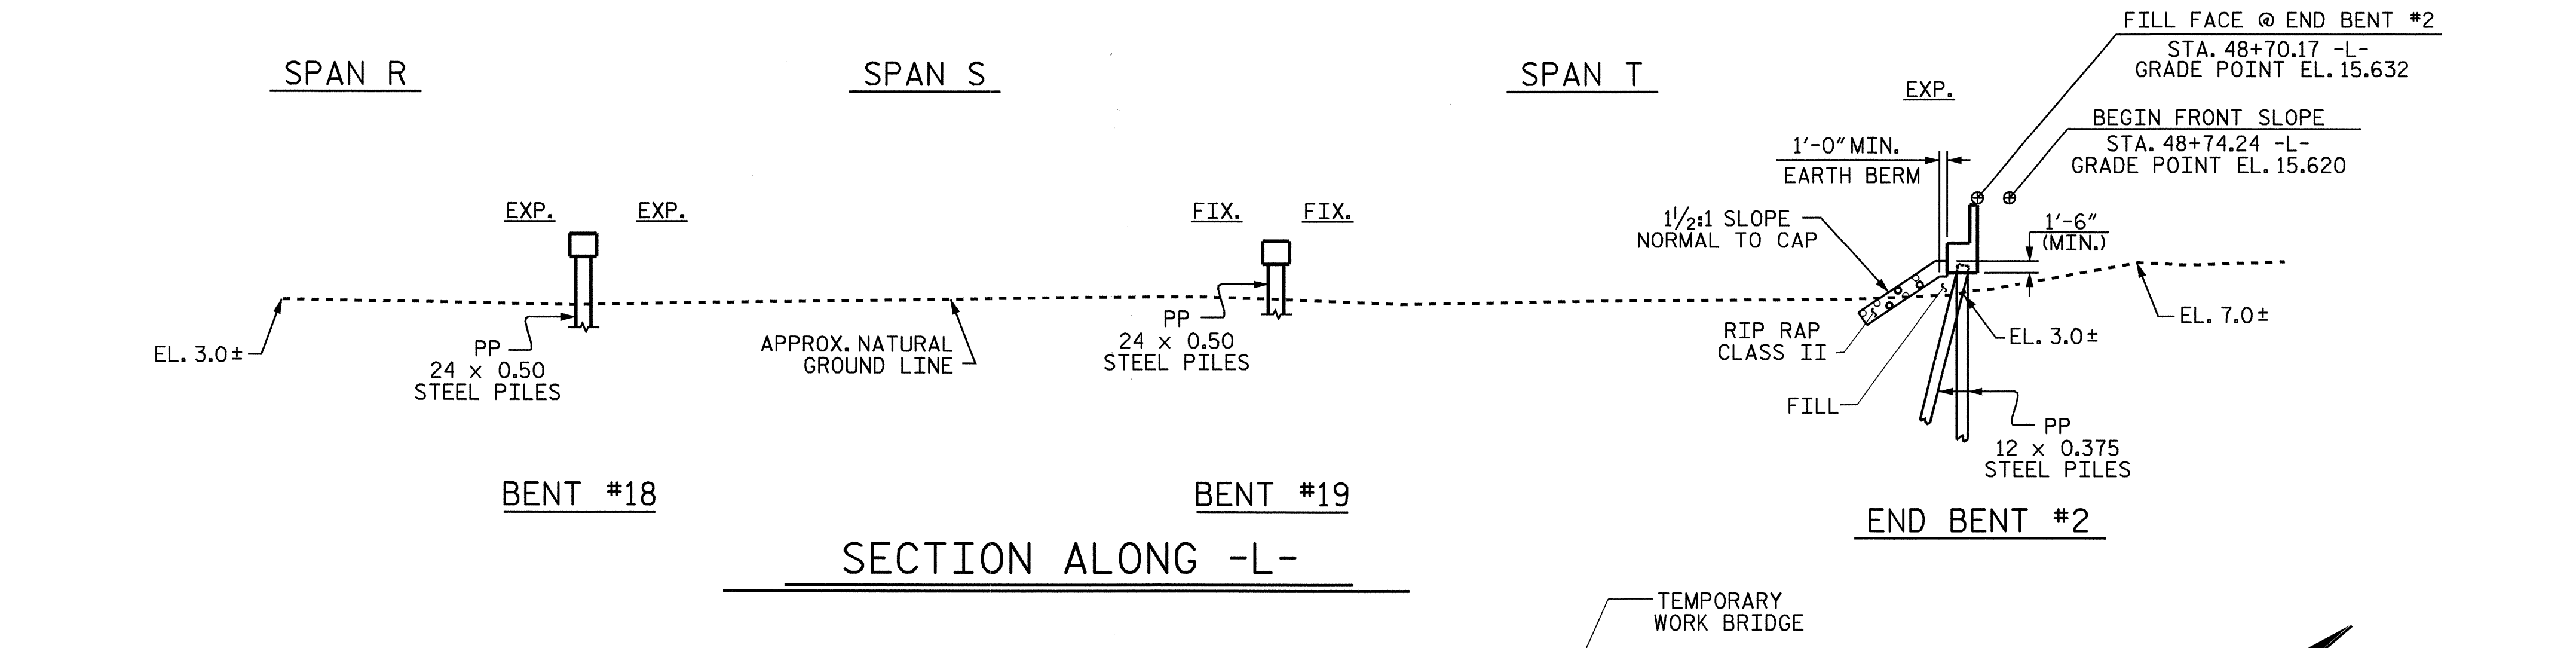 FILL FACE @ END BENT #2
STA. 48+70.17 -L-
GRADE POINT EL. 15.632
SPAN R
SPAN S
SPAN T
EXP.
BEGIN FRONT SLOPE
STA. 48+74.24 -L-
GRADE POINT EL. 15.620
1'-0" MIN.
EARTH BERM
EXP.
EXP.
FIX.
FIX.
1 1/2:1 SLOPE
NORMAL TO CAP
1'-6"
(MIN.)
EL. 3.0±
PP
24 x 0.50
STEEL PILES
APPROX. NATURAL
GROUND LINE
PP
24 x 0.50
STEEL PILES
RIP RAP
CLASS II
EL. 7.0±
EL. 3.0±
FILL
PP
12 x 0.375
STEEL PILES
BENT #18
BENT #19
END BENT #2
SECTION ALONG -L-
TEMPORARY
WORK BRIDGE